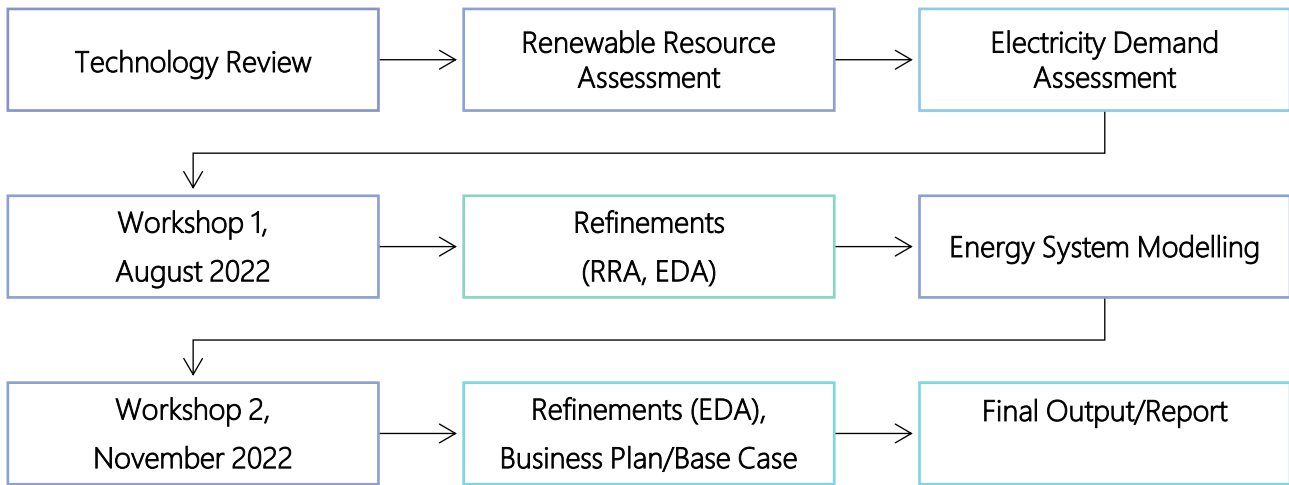 Technology Review
Renewable Resource
Assessment
Electricity Demand
Assessment
Workshop 1,
August 2022
Refinements
(RRA, EDA)
Energy System Modelling
Workshop 2,
November 2022
Refinements (EDA),
Business Plan/Base Case
Final Output/Report